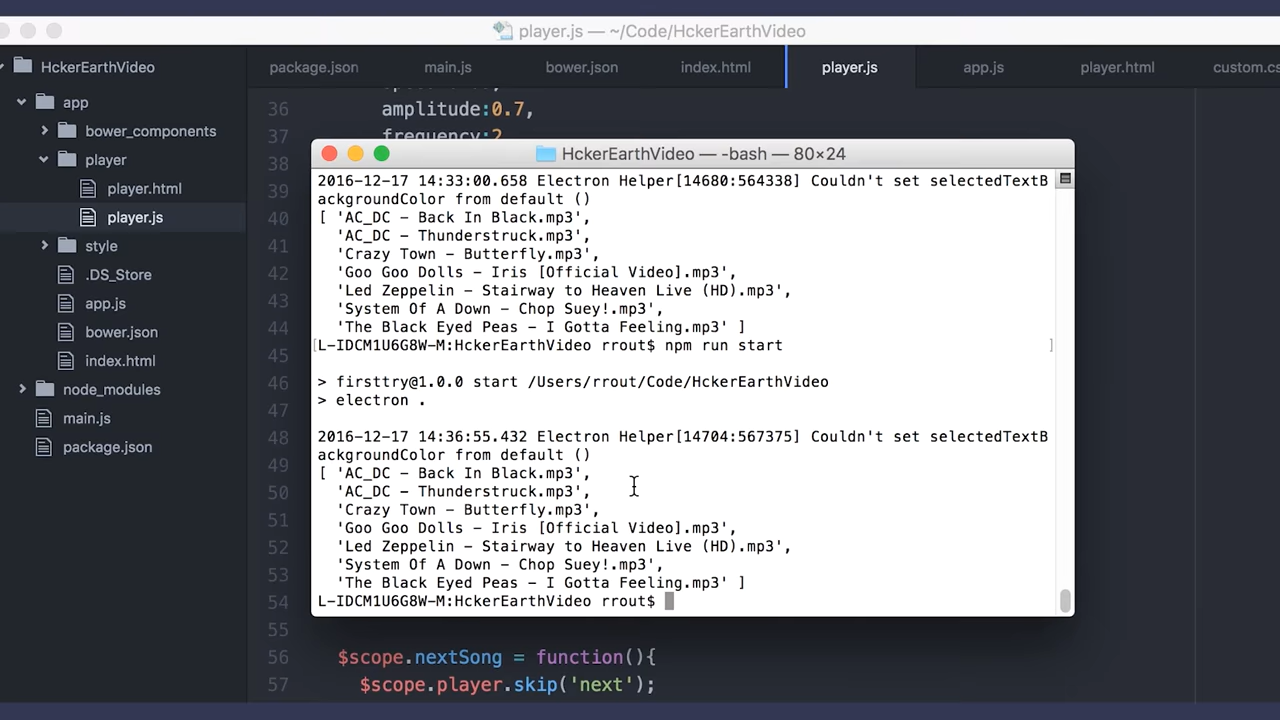 player.js — ~/Code/HckerEarthVideo
HckerEarthVideo
app
bower_components
player
player.html
player.js
style
.DS_Store
app.js
bower.json
index.html
node_modules
main.js
package.json
package.json
main.js
bower.json
index.html
player.js
app.js
player.html
custom.cs
36 amplitude:0.7,
37 frequency:2
38
39
40
41
42
43
44
45
46
47
48
49
50
51
52
53
54
55
56 $scope.nextSong = function(){
57 $scope.player.skip('next');
HckerEarthVideo — -bash — 80×24
2016-12-17 14:33:00.658 Electron Helper[14680:564338] Couldn't set selectedTextB
ackgroundColor from default ()
[ 'AC_DC - Back In Black.mp3',
'AC_DC - Thunderstruck.mp3',
'Crazy Town - Butterfly.mp3',
'Goo Goo Dolls - Iris [Official Video].mp3',
'Led Zeppelin - Stairway to Heaven Live (HD).mp3',
'System Of A Down - Chop Suey!.mp3',
'The Black Eyed Peas - I Gotta Feeling.mp3' ]
[L-IDCM1U6G8W-M:HckerEarthVideo rrout$ npm run start ]
> firsttry@1.0.0 start /Users/rrout/Code/HckerEarthVideo
> electron .
2016-12-17 14:36:55.432 Electron Helper[14704:567375] Couldn't set selectedTextB
ackgroundColor from default ()
[ 'AC_DC - Back In Black.mp3',
'AC_DC - Thunderstruck.mp3',
'Crazy Town - Butterfly.mp3',
'Goo Goo Dolls - Iris [Official Video].mp3',
'Led Zeppelin - Stairway to Heaven Live (HD).mp3',
'System Of A Down - Chop Suey!.mp3',
'The Black Eyed Peas - I Gotta Feeling.mp3' ]
L-IDCM1U6G8W-M:HckerEarthVideo rrout$